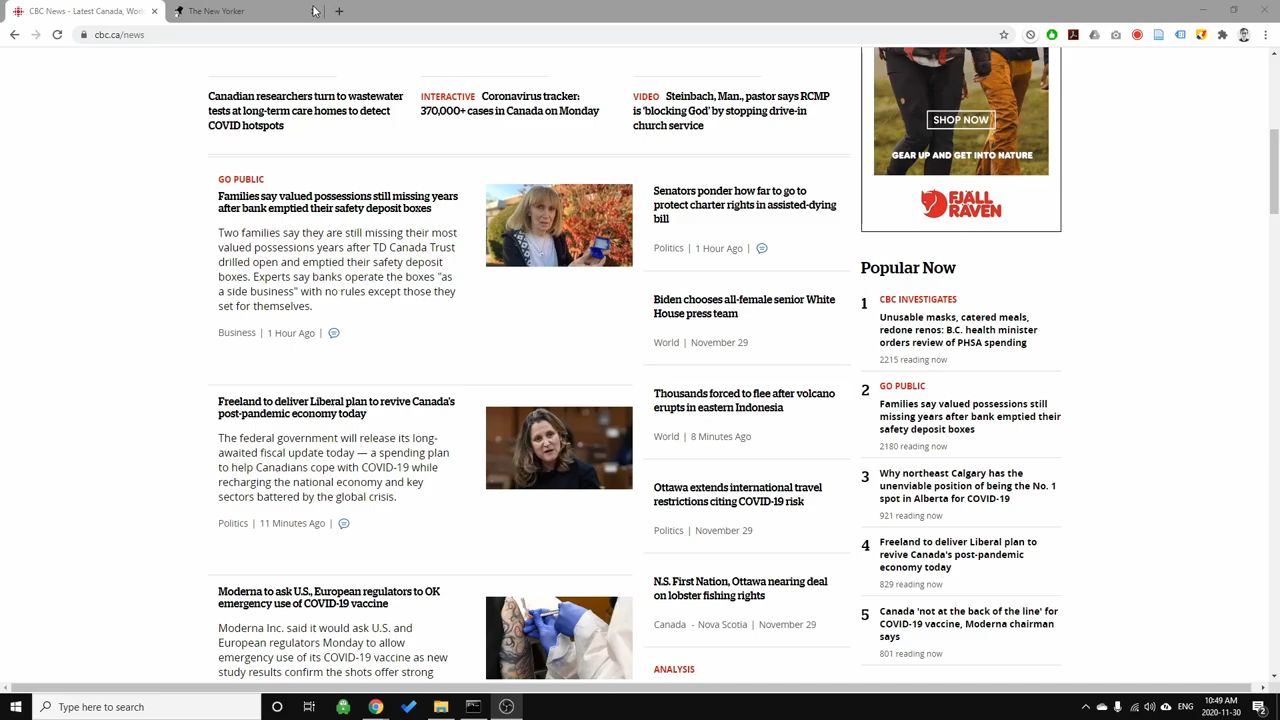 CBC News - Latest Canada, Worl
The New Yorker
cbc.ca/news
Canadian researchers turn to wastewater
tests at long-term care homes to detect
COVID hotspots
INTERACTIVE Coronavirus tracker:
370,000+ cases in Canada on Monday
VIDEO Steinbach, Man., pastor says RCMP
is 'blocking God' by stopping drive-in
church service
SHOP NOW
GEAR UP AND GET INTO NATURE
FJÄLL
RÄVEN
GO PUBLIC
Families say valued possessions still missing years
after bank emptied their safety deposit boxes
Two families say they are still missing their most
valued possessions years after TD Canada Trust
drilled open and emptied their safety deposit
boxes. Experts say banks operate the boxes "as
a side business" with no rules except those they
set for themselves.
Business | 1 Hour Ago |
Freeland to deliver Liberal plan to revive Canada's
post-pandemic economy today
The federal government will release its long-
awaited fiscal update today — a spending plan
to help Canadians cope with COVID-19 while
recharging the national economy and key
sectors battered by the global crisis.
Politics | 11 Minutes Ago |
Moderna to ask U.S., European regulators to OK
emergency use of COVID-19 vaccine
Moderna Inc. said it would ask U.S. and
European regulators Monday to allow
emergency use of its COVID-19 vaccine as new
study results confirm the shots offer strong
Senators ponder how far to go to
protect charter rights in assisted-dying
bill
Politics | 1 Hour Ago |
Biden chooses all-female senior White
House press team
World | November 29
Thousands forced to flee after volcano
erupts in eastern Indonesia
World | 8 Minutes Ago
Ottawa extends international travel
restrictions citing COVID-19 risk
Politics | November 29
N.S. First Nation, Ottawa nearing deal
on lobster fishing rights
Canada - Nova Scotia | November 29
ANALYSIS
Popular Now
1 CBC INVESTIGATES
Unusable masks, catered meals,
redone renos: B.C. health minister
orders review of PHSA spending
2215 reading now
2 GO PUBLIC
Families say valued possessions still
missing years after bank emptied their
safety deposit boxes
2180 reading now
3 Why northeast Calgary has the
unenviable position of being the No. 1
spot in Alberta for COVID-19
921 reading now
4 Freeland to deliver Liberal plan to
revive Canada's post-pandemic
economy today
829 reading now
5 Canada 'not at the back of the line' for
COVID-19 vaccine, Moderna chairman
says
801 reading now
Type here to search
ENG
10:49 AM
2020-11-30
2